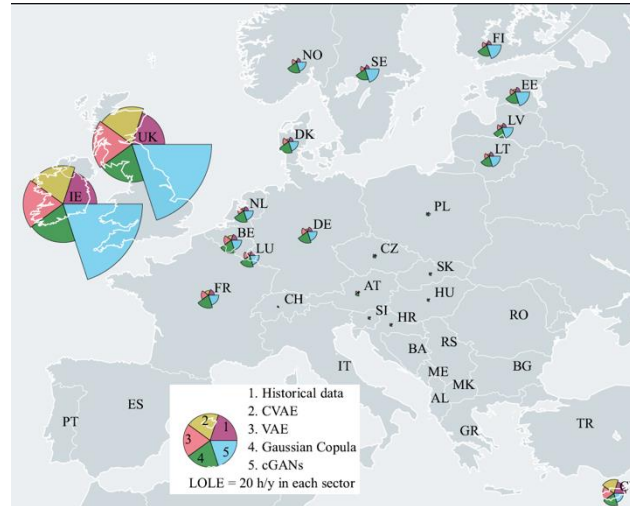 FI
NO
SE
EE
LV
LT
DK
UK
IE
NL
BE
LU
DE
PL
CZ
SK
FR
CH
AT
HU
SI
HR
RO
BA
RS
IT
ME
BG
MK
AL
PT
ES
GR
TR
1. Historical data
2. CVAE
3. VAE
4. Gaussian Copula
5. cGANs
1
2
3
4
5
LOLE = 20 h/y in each sector